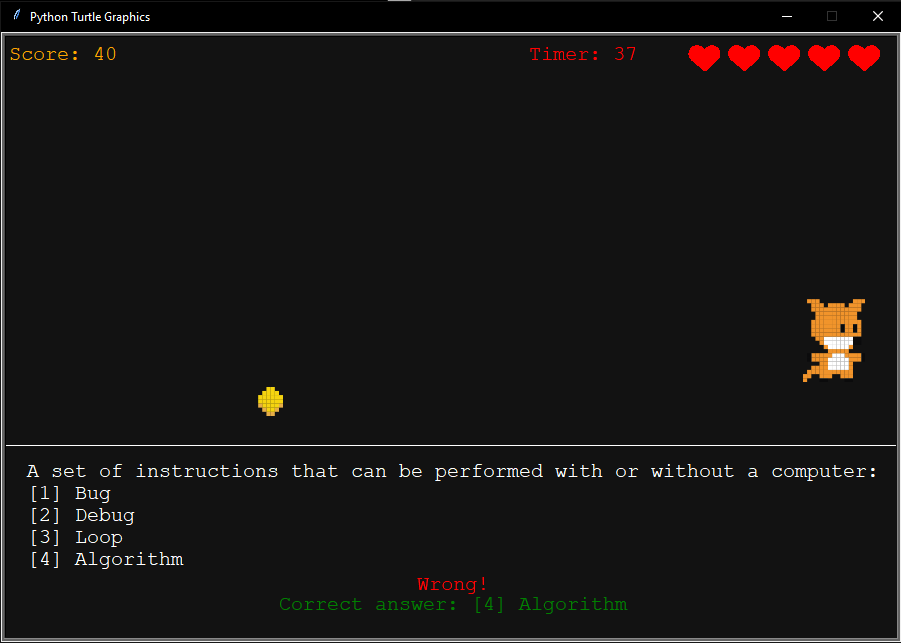 Python Turtle Graphics
Score: 40
Timer: 37
A set of instructions that can be performed with or without a computer:
[1] Bug
[2] Debug
[3] Loop
[4] Algorithm
Wrong!
Correct answer: [4] Algorithm